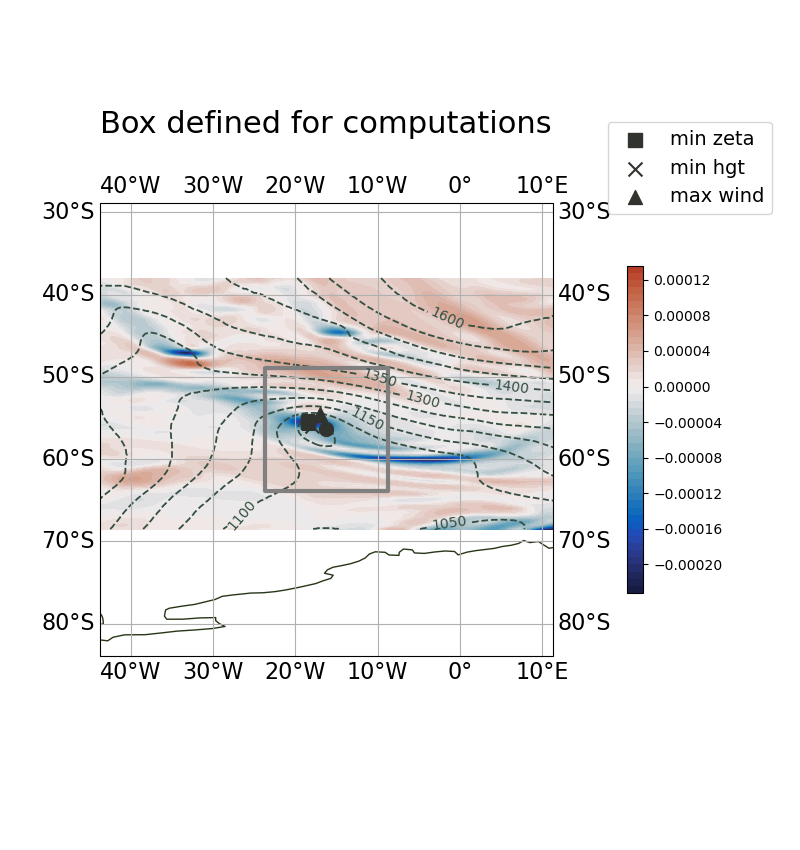 Box defined for computations
min zeta
min hgt
max wind
40°W 30°W 20°W 10°W 0° 10°E
30°S 30°S
40°S 40°S
50°S 50°S
60°S 60°S
70°S 70°S
80°S 80°S
40°W 30°W 20°W 10°W 0° 10°E
1600
1350
1400
1300
1150
1100
1050
0.00012
0.00008
0.00004
0.00000
−0.00004
−0.00008
−0.00012
−0.00016
−0.00020